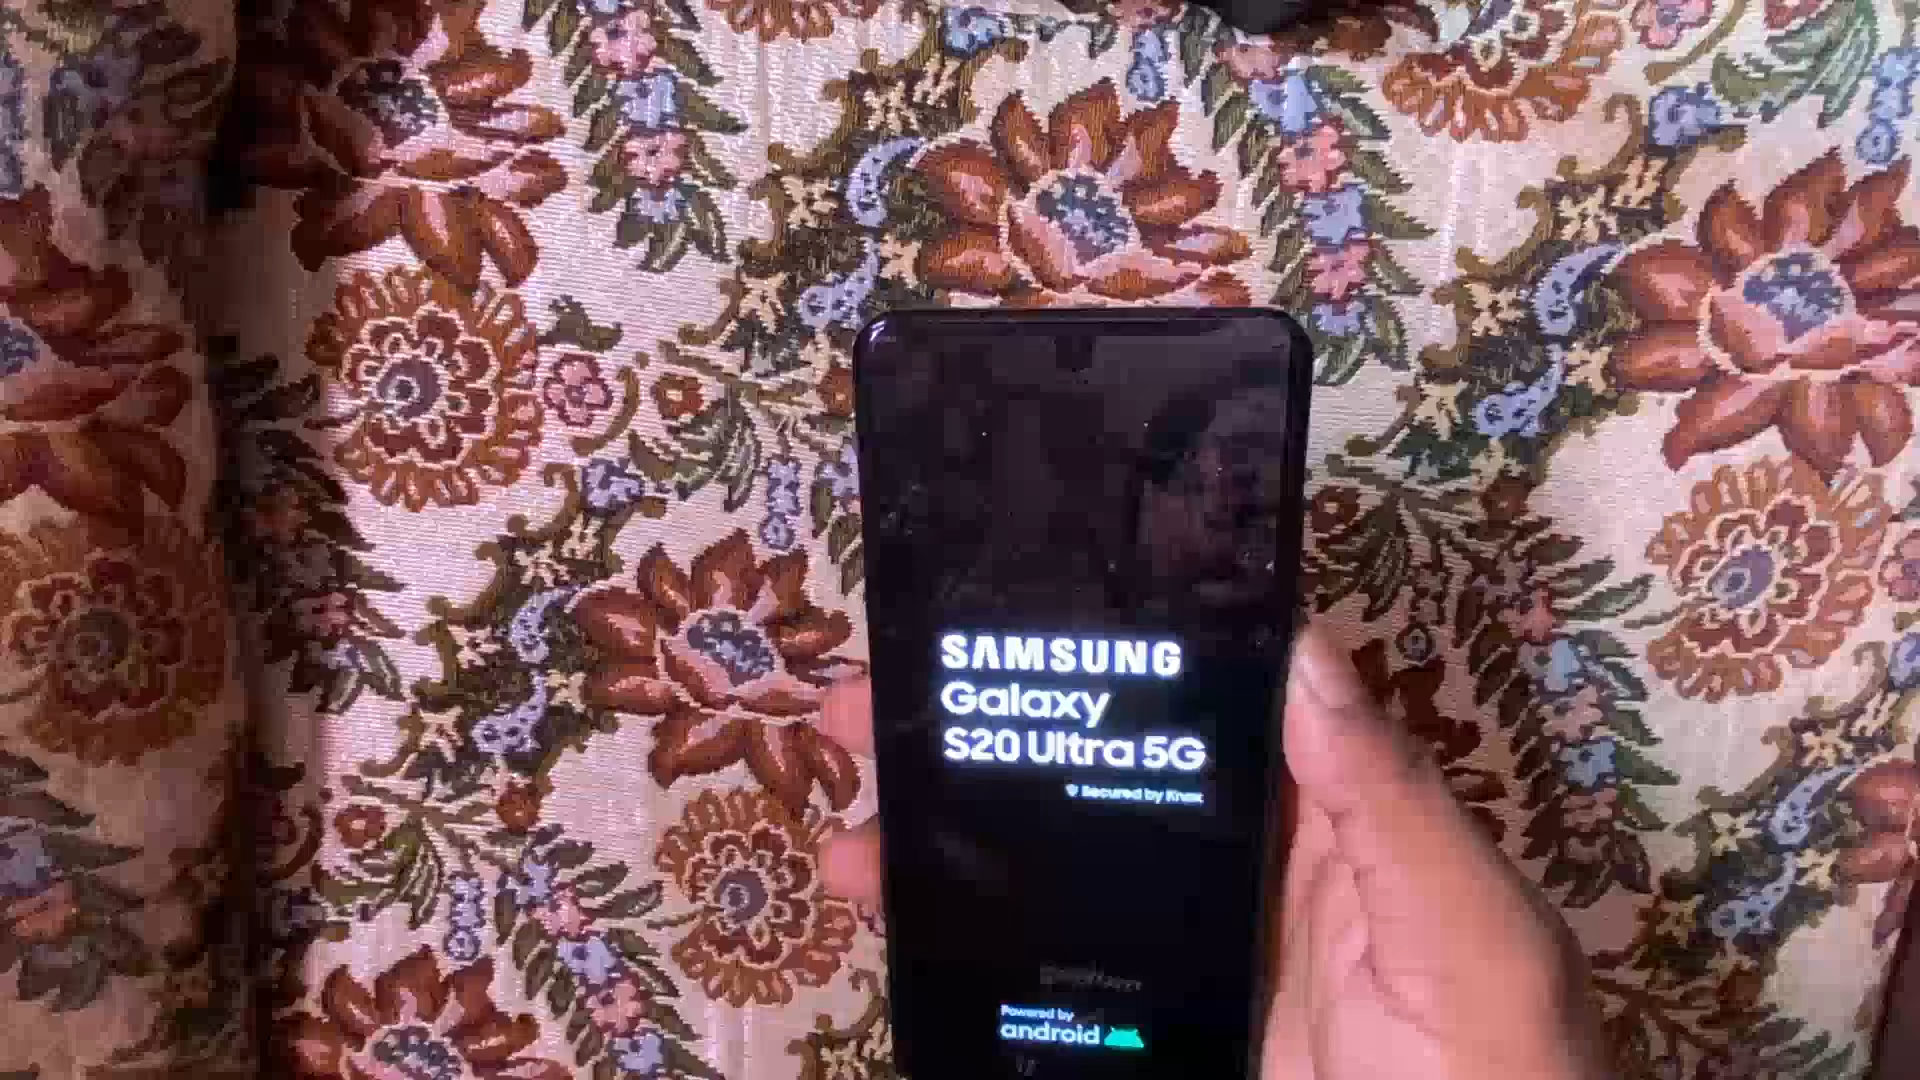 SAMSUNG
Galaxy
S20 Ultra 5G
Secured by Knox
Powered by
android